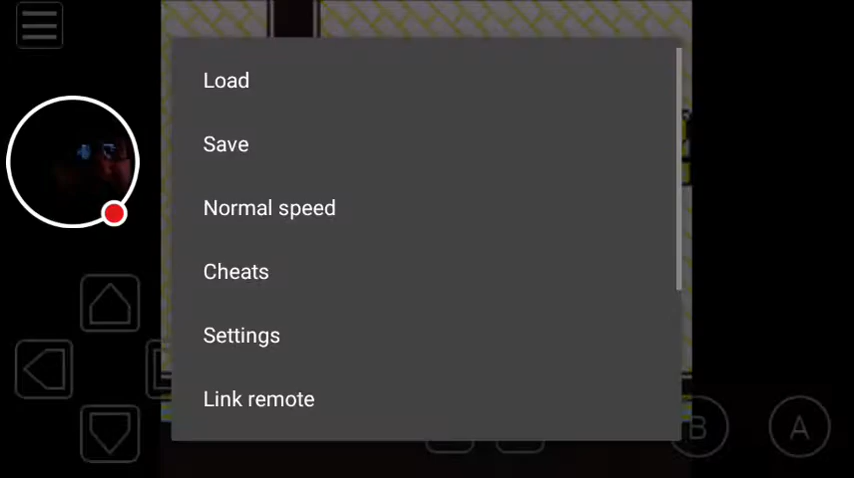 Load
Save
Normal speed
Cheats
Settings
Link remote
B
A